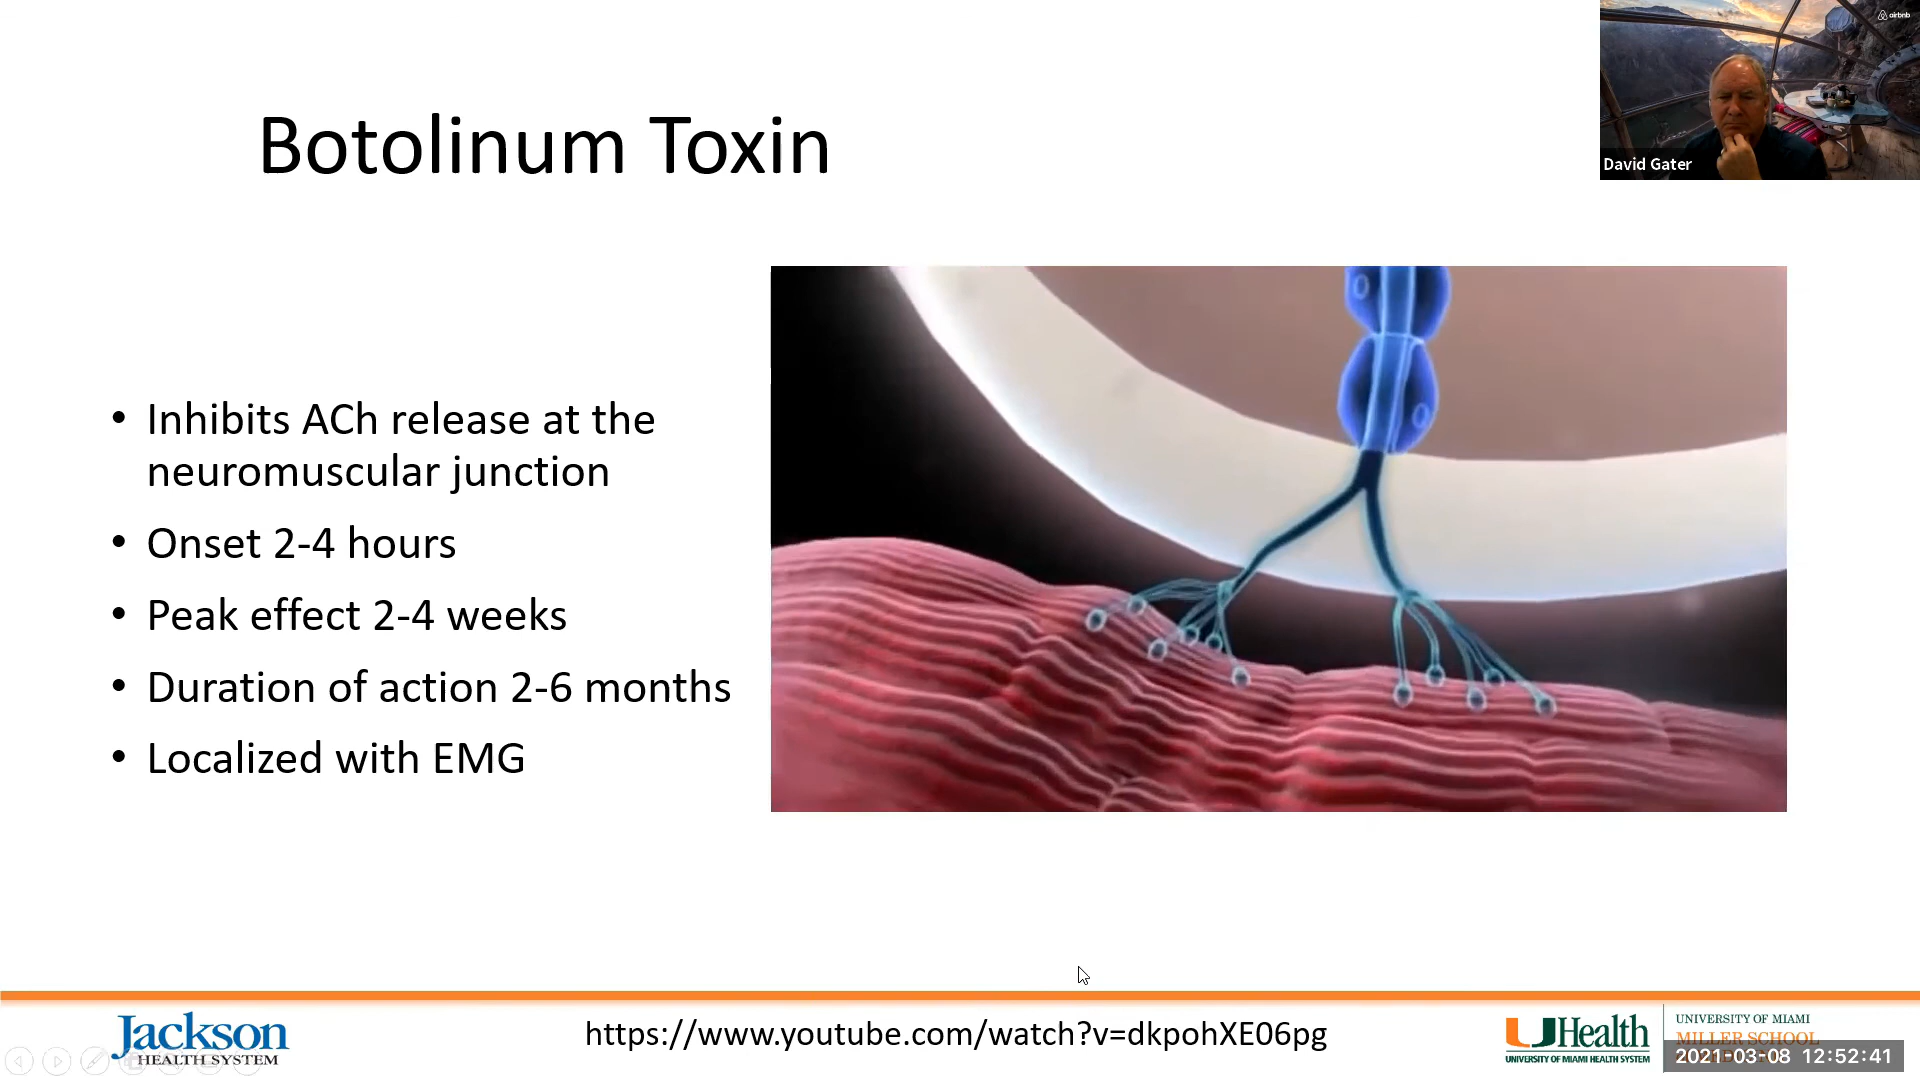 airbnb
David Gater
Botolinum Toxin
• Inhibits ACh release at the
neuromuscular junction
• Onset 2-4 hours
• Peak effect 2-4 weeks
• Duration of action 2-6 months
• Localized with EMG
Jackson
HEALTH SYSTEM
https://www.youtube.com/watch?v=dkpohXE06pg
UHealth
UNIVERSITY OF MIAMI HEALTH SYSTEM
UNIVERSITY OF MIAMI
MILLER SCHOOL
2021-03-08 12:52:41